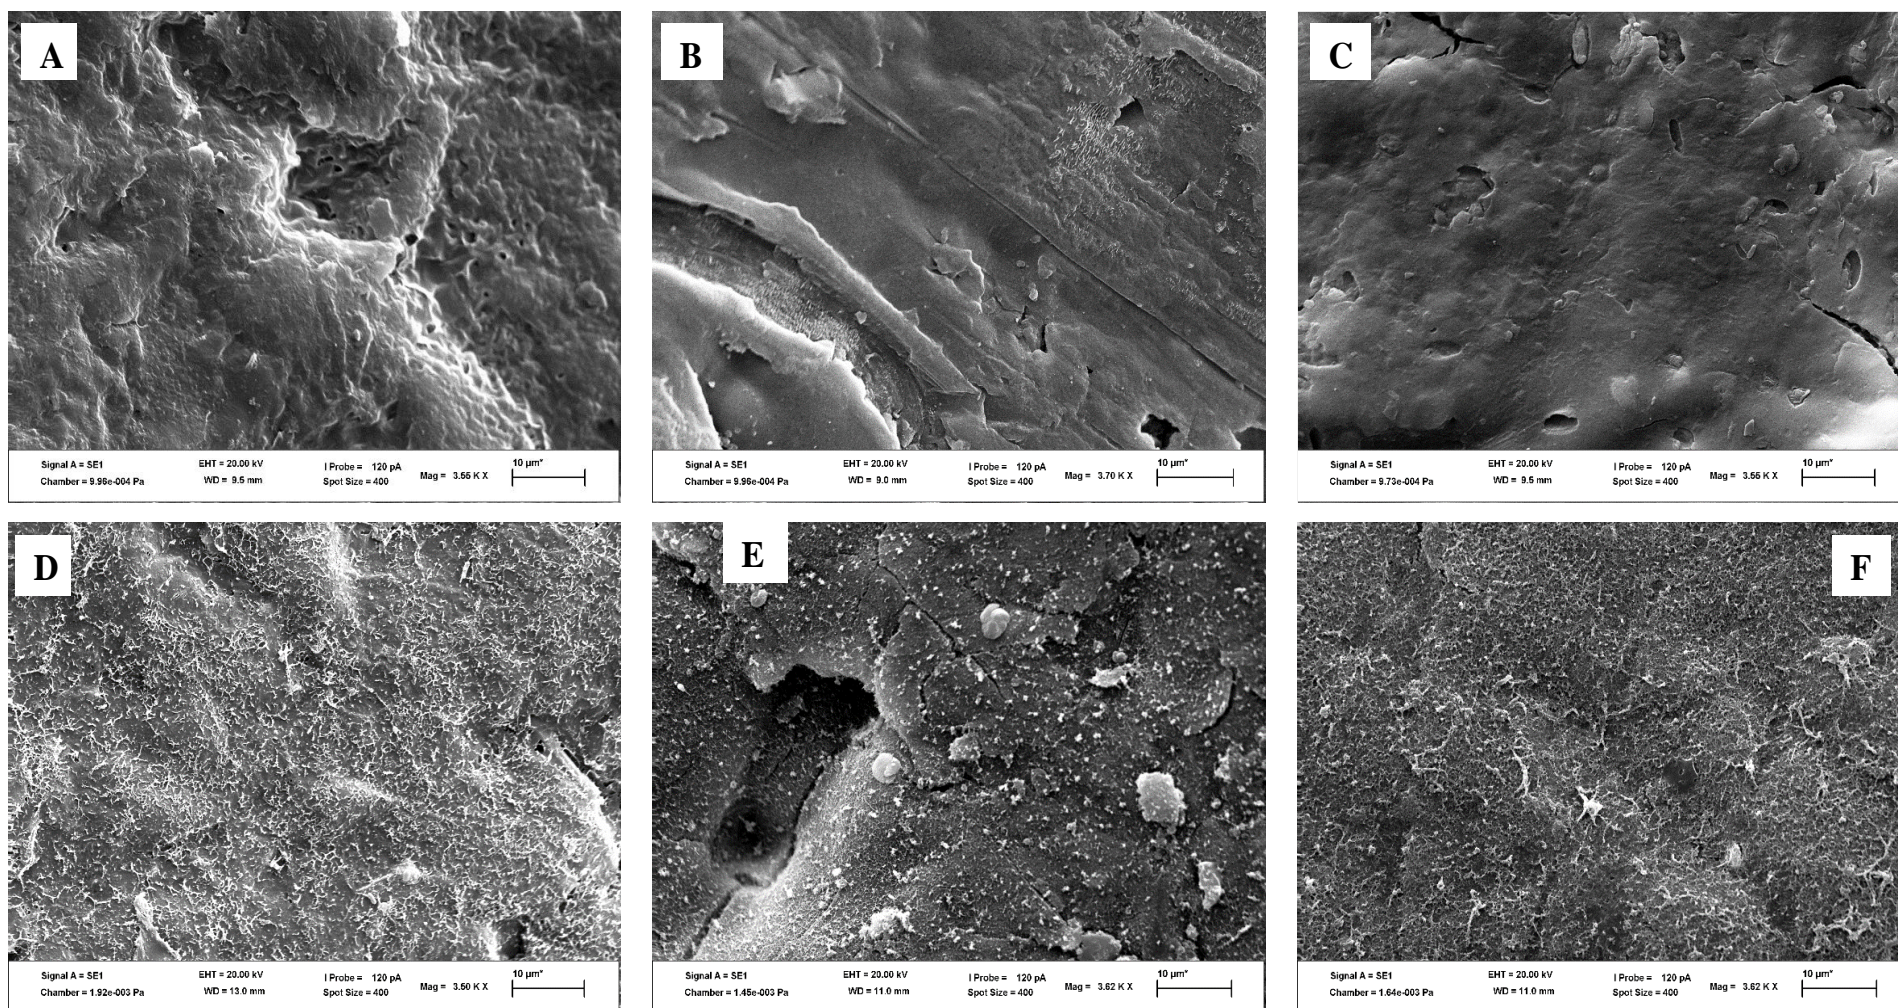 A
Signal A = SE1 EHT = 20.00 kV I Probe = 120 pA Mag = 3.55 K X 10 µm*
Chamber = 9.96e-004 Pa WD = 9.5 mm Spot Size = 400
B
Signal A = SE1 EHT = 20.00 kV I Probe = 120 pA Mag = 3.70 K X 10 µm*
Chamber = 9.96e-004 Pa WD = 9.0 mm Spot Size = 400
C
Signal A = SE1 EHT = 20.00 kV I Probe = 120 pA Mag = 3.55 K X 10 µm*
Chamber = 9.73e-004 Pa WD = 9.5 mm Spot Size = 400
D
Signal A = SE1 EHT = 20.00 kV I Probe = 120 pA Mag = 3.50 K X 10 µm*
Chamber = 1.92e-003 Pa WD = 13.0 mm Spot Size = 400
E
Signal A = SE1 EHT = 20.00 kV I Probe = 120 pA Mag = 3.62 K X 10 µm*
Chamber = 1.45e-003 Pa WD = 11.0 mm Spot Size = 400
F
Signal A = SE1 EHT = 20.00 kV I Probe = 120 pA Mag = 3.62 K X 10 µm*
Chamber = 1.64e-003 Pa WD = 11.0 mm Spot Size = 400